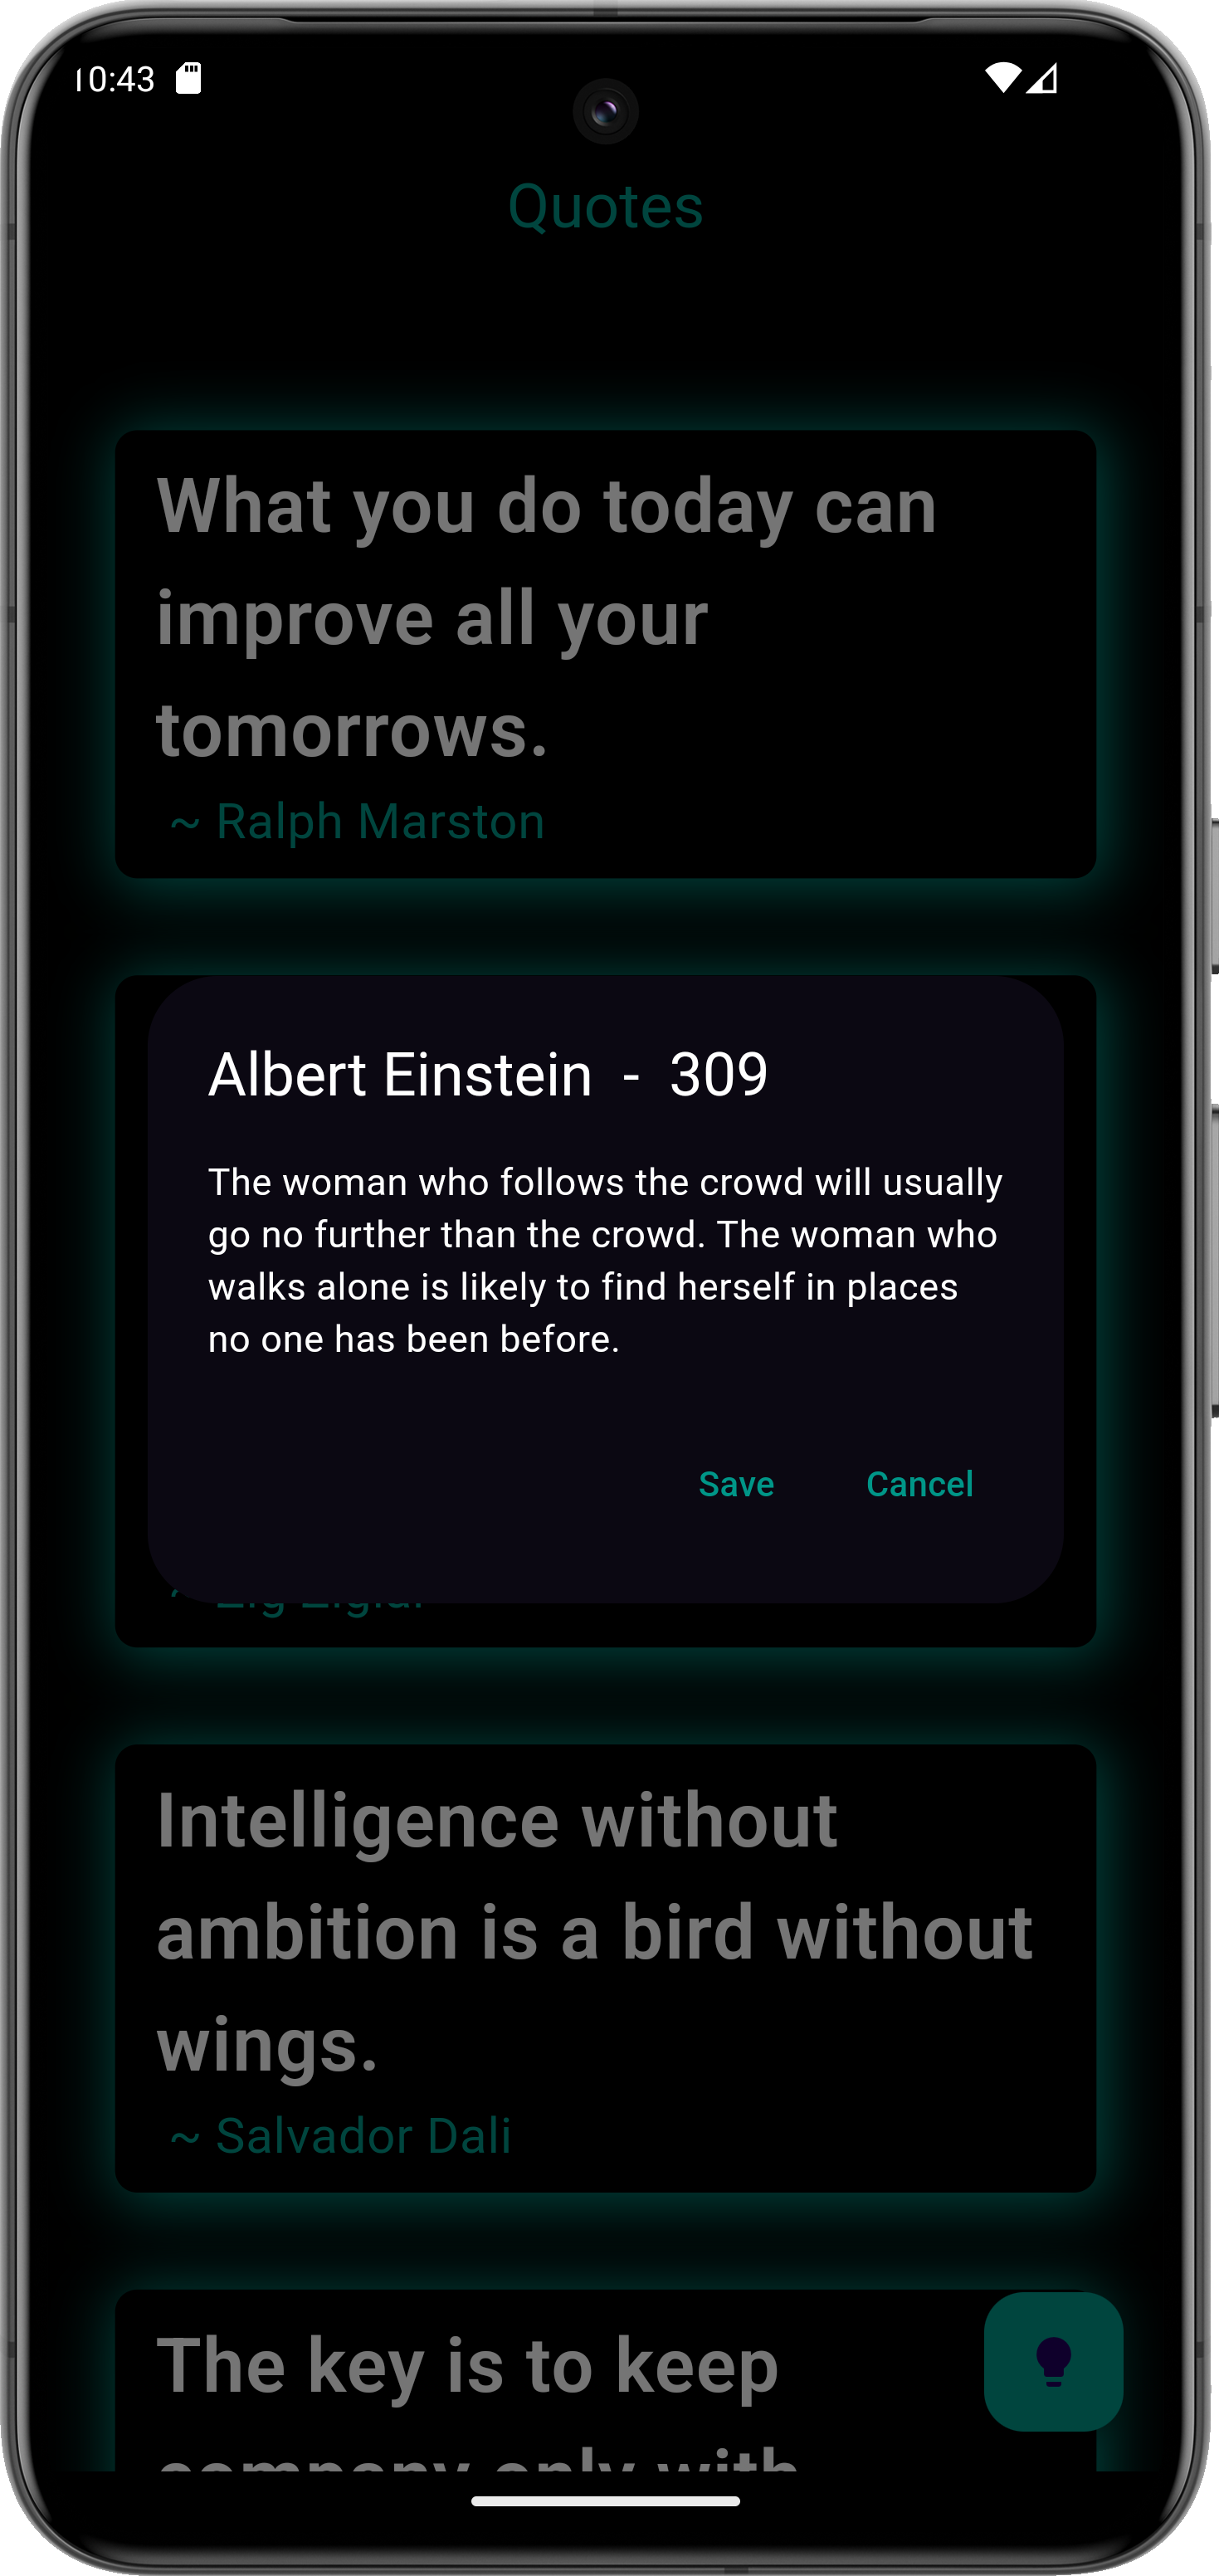 10:43
Quotes
What you do today can
improve all your
tomorrows.
~ Ralph Marston
Albert Einstein - 309
The woman who follows the crowd will usually
go no further than the crowd. The woman who
walks alone is likely to find herself in places
no one has been before.
Save Cancel
Intelligence without
ambition is a bird without
wings.
~ Salvador Dali
The key is to keep
company only with